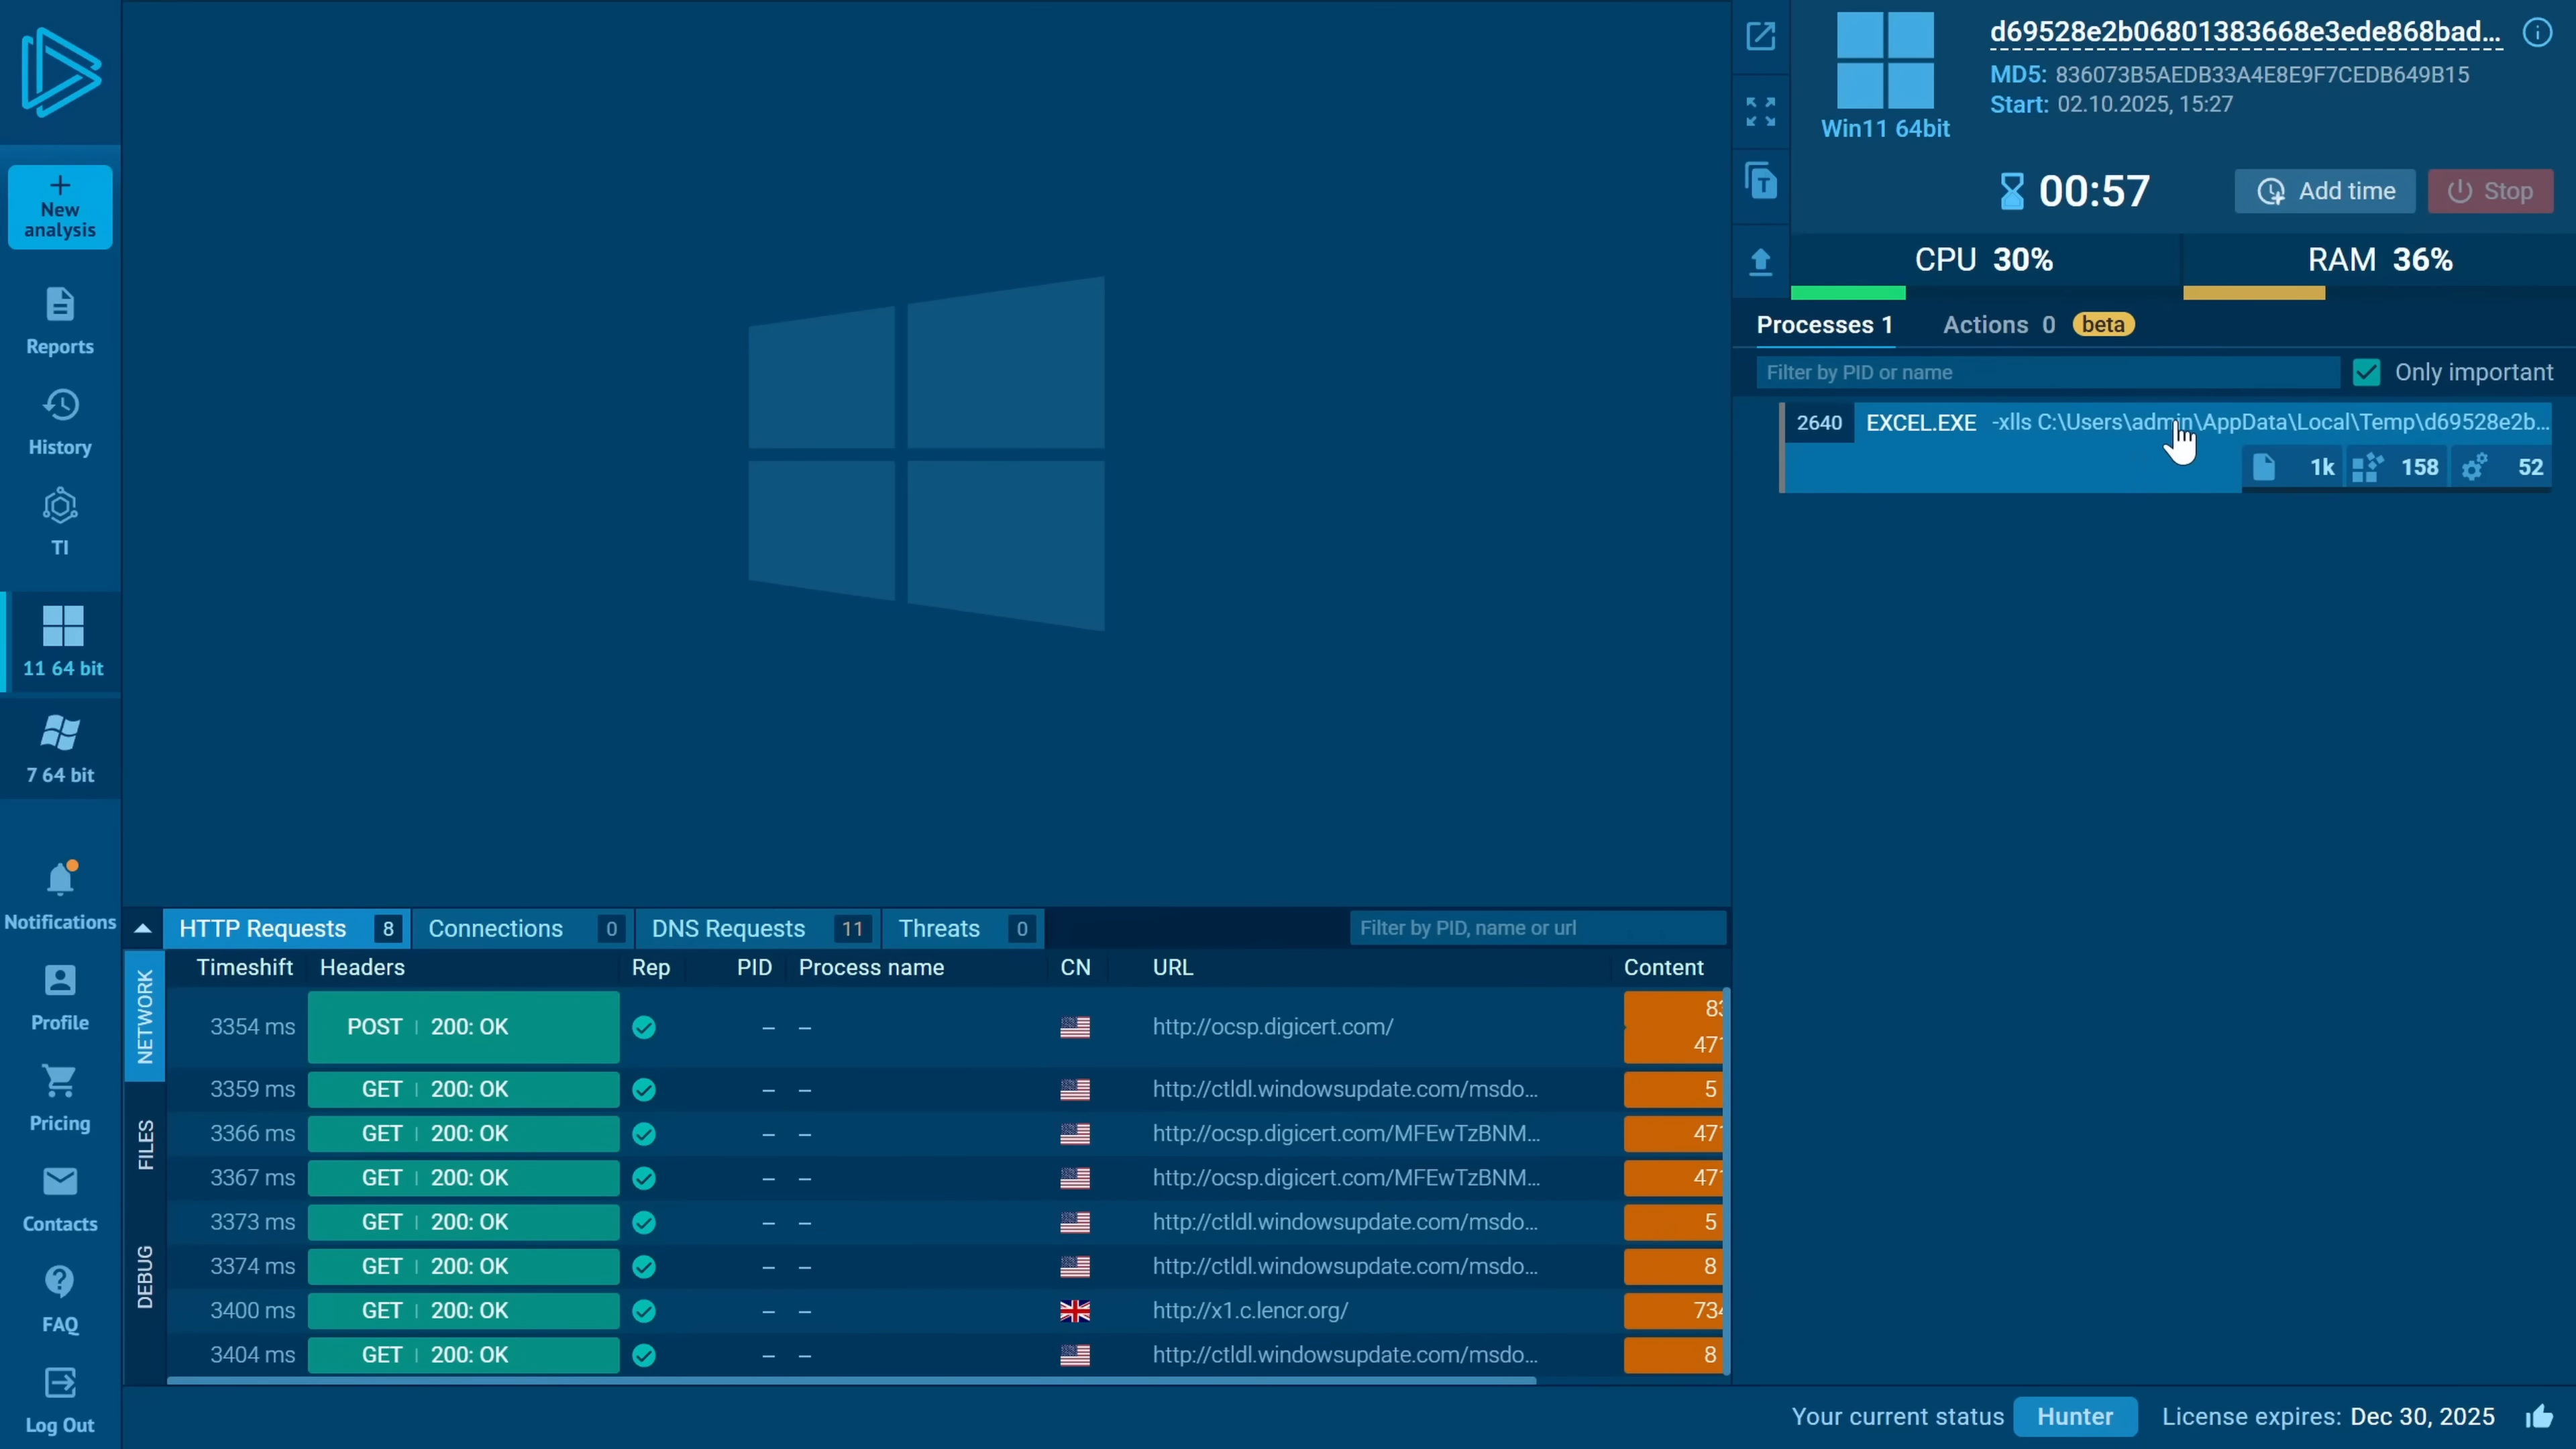 New
analysis
Reports
History
TI
11 64 bit
7 64 bit
Notifications
Profile
Pricing
Contacts
FAQ
Log Out
Win11 64bit
d69528e2b06801383668e3ede868bad...
MD5: 836073B5AEDB33A4E8E9F7CEDB649B15
Start: 02.10.2025, 15:27
00:57
Add time
Stop
CPU 30%
RAM 36%
Processes 1
Actions 0 beta
Filter by PID or name
Only important
2640 EXCEL.EXE -xlls C:\Users\admin\AppData\Local\Temp\d69528e2b...
1k 158 52
HTTP Requests 8
Connections 0
DNS Requests 11
Threats 0
Filter by PID, name or url
NETWORK
FILES
DEBUG
Timeshift Headers Rep PID Process name CN URL Content
3354 ms POST 200: OK – – http://ocsp.digicert.com/
3359 ms GET 200: OK – – http://ctldl.windowsupdate.com/msdo... 5
3366 ms GET 200: OK – – http://ocsp.digicert.com/MFEwTzBNM...
3367 ms GET 200: OK – – http://ocsp.digicert.com/MFEwTzBNM...
3373 ms GET 200: OK – – http://ctldl.windowsupdate.com/msdo... 5
3374 ms GET 200: OK – – http://ctldl.windowsupdate.com/msdo... 8
3400 ms GET 200: OK – – http://x1.c.lencr.org/
3404 ms GET 200: OK – – http://ctldl.windowsupdate.com/msdo... 8
Your current status Hunter License expires: Dec 30, 2025